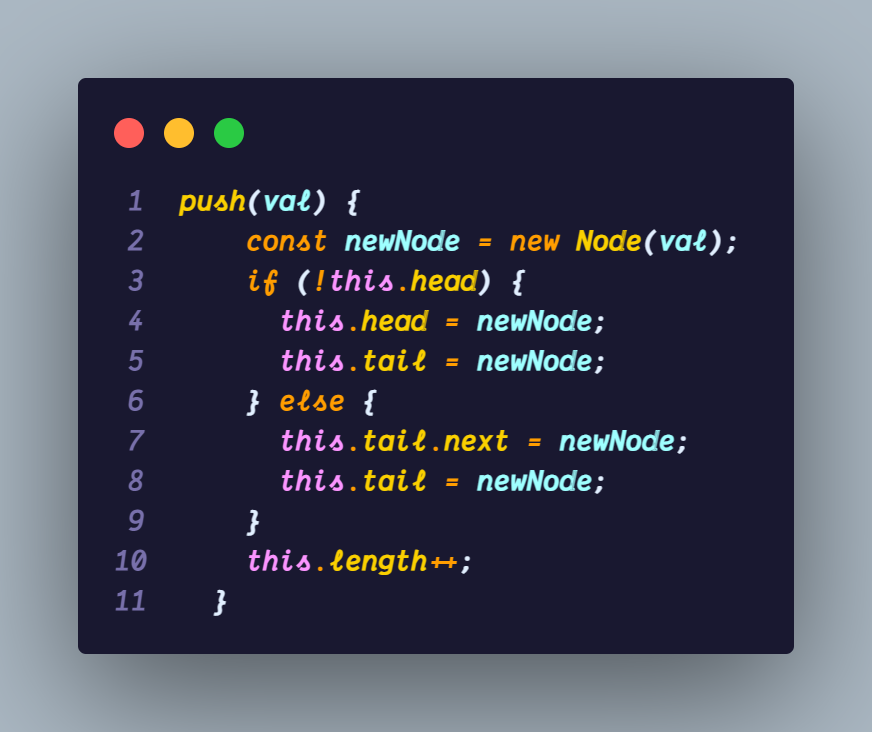 1 push(val) {
2 const newNode = new Node(val);
3 if (!this.head) {
4 this.head = newNode;
5 this.tail = newNode;
6 } else {
7 this.tail.next = newNode;
8 this.tail = newNode;
9 }
10 this.length++;
11 }